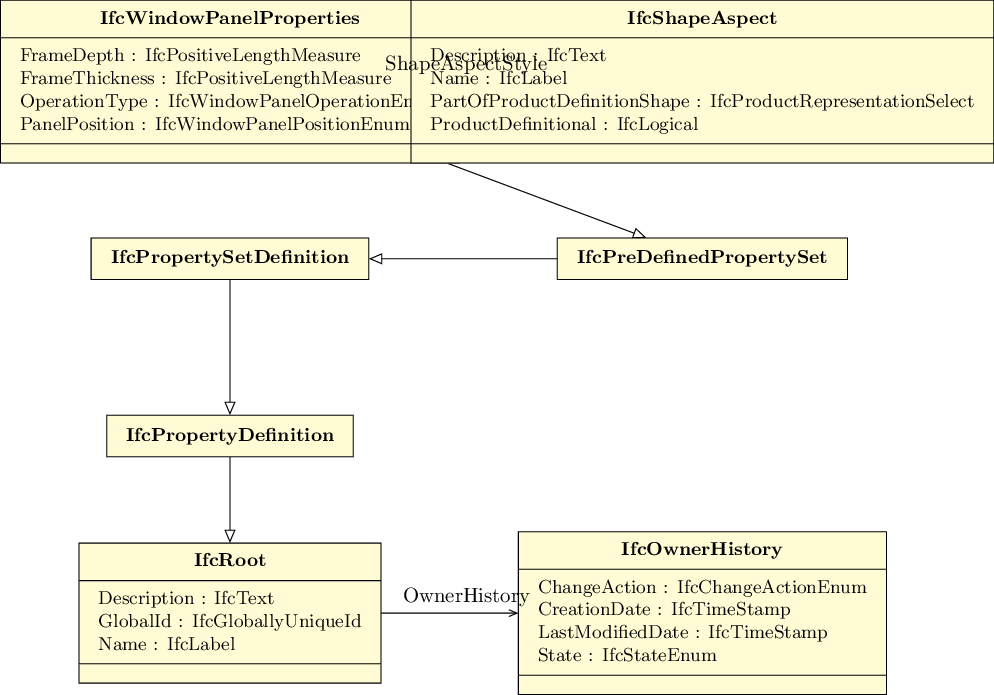 IfcWindowPanelProperties
FrameDepth : IfcPositiveLengthMeasure
FrameThickness : IfcPositiveLengthMeasure
OperationType : IfcWindowPanelOperationEn
PanelPosition : IfcWindowPanelPositionEnum
ShapeAspectStyle
IfcShapeAspect
Description : IfcText
Name : IfcLabel
PartOfProductDefinitionShape : IfcProductRepresentationSelect
ProductDefinitional : IfcLogical
IfcPropertySetDefinition
IfcPreDefinedPropertySet
IfcPropertyDefinition
IfcRoot
Description : IfcText
GlobalId : IfcGloballyUniqueId
Name : IfcLabel
OwnerHistory
IfcOwnerHistory
ChangeAction : IfcChangeActionEnum
CreationDate : IfcTimeStamp
LastModifiedDate : IfcTimeStamp
State : IfcStateEnum